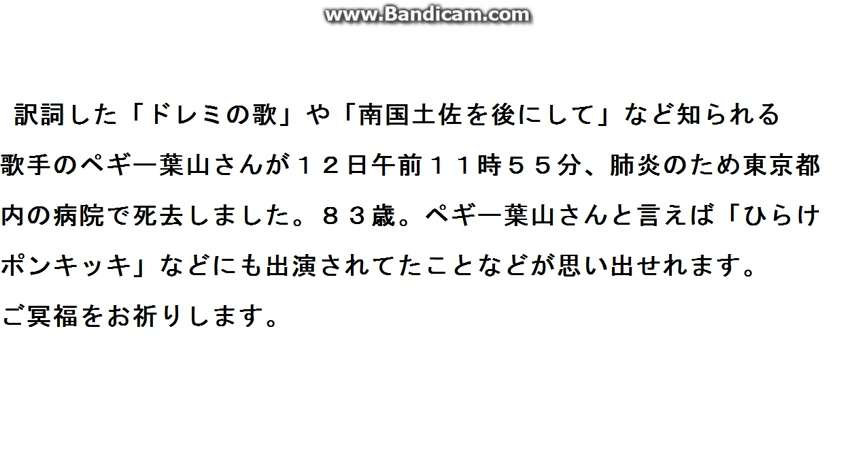 www.Bandicam.com
訳詞した「ドレミの歌」や「南国土佐を後にして」など知られる
歌手のペギー葉山さんが１２日午前１１時５５分、肺炎のため東京都
内の病院で死去しました。８３歳。ペギー葉山さんと言えば「ひらけ
ポンキッキ」などにも出演されてたことなどが思い出せれます。
ご冥福をお祈りします。